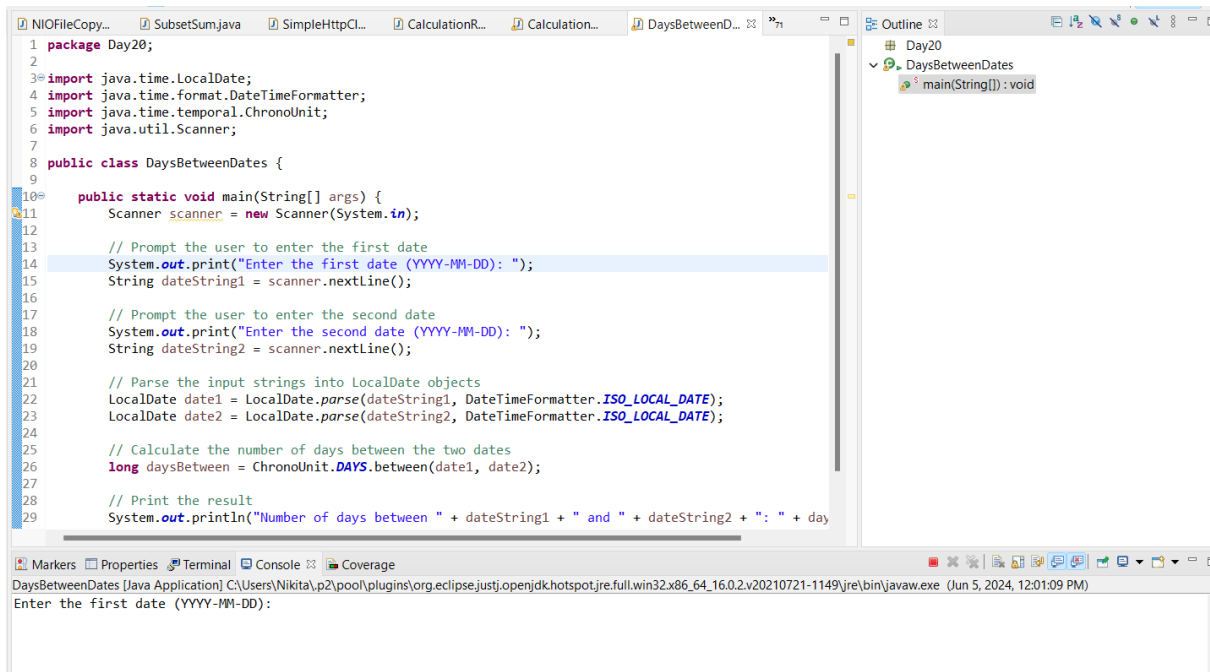 NIOFileCopy... SubsetSum.java SimpleHttpCl... CalculationR... Calculation... DaysBetweenD... »71
1 package Day20;
2
3 import java.time.LocalDate;
4 import java.time.format.DateTimeFormatter;
5 import java.time.temporal.ChronoUnit;
6 import java.util.Scanner;
7
8 public class DaysBetweenDates {
9
10 public static void main(String[] args) {
11 Scanner scanner = new Scanner(System.in);
12
13 // Prompt the user to enter the first date
14 System.out.print("Enter the first date (YYYY-MM-DD): ");
15 String dateString1 = scanner.nextLine();
16
17 // Prompt the user to enter the second date
18 System.out.print("Enter the second date (YYYY-MM-DD): ");
19 String dateString2 = scanner.nextLine();
20
21 // Parse the input strings into LocalDate objects
22 LocalDate date1 = LocalDate.parse(dateString1, DateTimeFormatter.ISO_LOCAL_DATE);
23 LocalDate date2 = LocalDate.parse(dateString2, DateTimeFormatter.ISO_LOCAL_DATE);
24
25 // Calculate the number of days between the two dates
26 long daysBetween = ChronoUnit.DAYS.between(date1, date2);
27
28 // Print the result
29 System.out.println("Number of days between " + dateString1 + " and " + dateString2 + ": " + day
Outline
Day20
DaysBetweenDates
main(String[]) : void
Markers Properties Terminal Console Coverage
DaysBetweenDates [Java Application] C:\Users\Nikita\.p2\pool\plugins\org.eclipse.justj.openjdk.hotspot.jre.full.win32.x86_64_16.0.2.v20210721-1149\jre\bin\javaw.exe (Jun 5, 2024, 12:01:09 PM)
Enter the first date (YYYY-MM-DD):